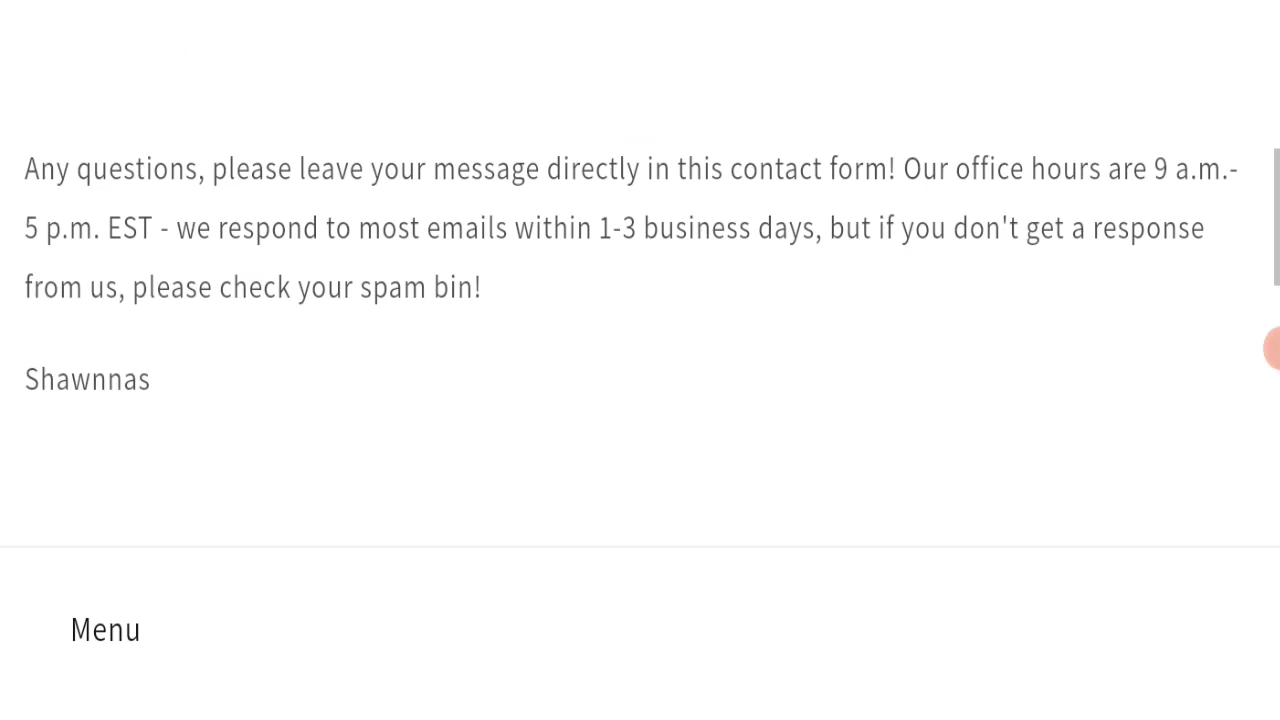 Any questions, please leave your message directly in this contact form! Our office hours are 9 a.m.-
5 p.m. EST - we respond to most emails within 1-3 business days, but if you don't get a response
from us, please check your spam bin!
Shawnnas
Menu